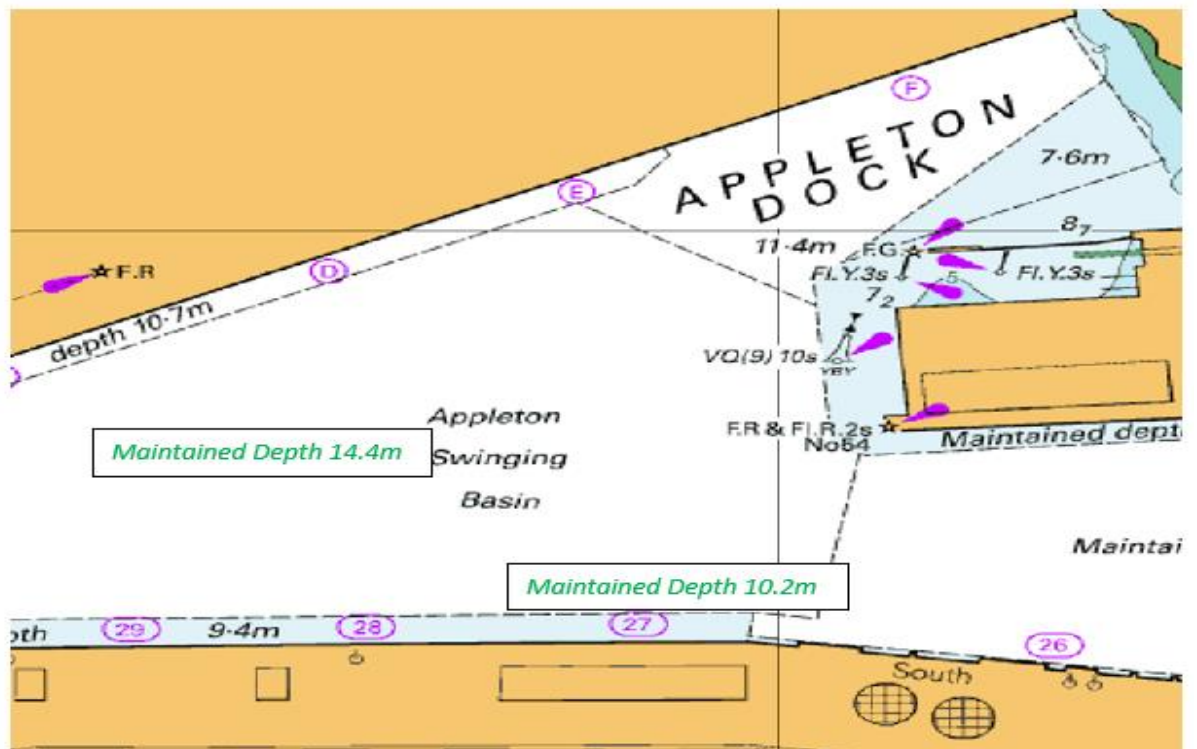 5
F
APPLETON
DOCK
7·6m
E
8₇
11·4m
F.G
F.R
D
Fl.Y.3s
5
Fl.Y.3s
7₂
depth 10·7m
VQ(9) 10s
YBY
Appleton
Swinging
Basin
Maintained Depth 14.4m
F.R & Fl.R.2s
No54
Maintained dept
Maintai
Maintained Depth 10.2m
oth
29
9·4m
28
27
26
South